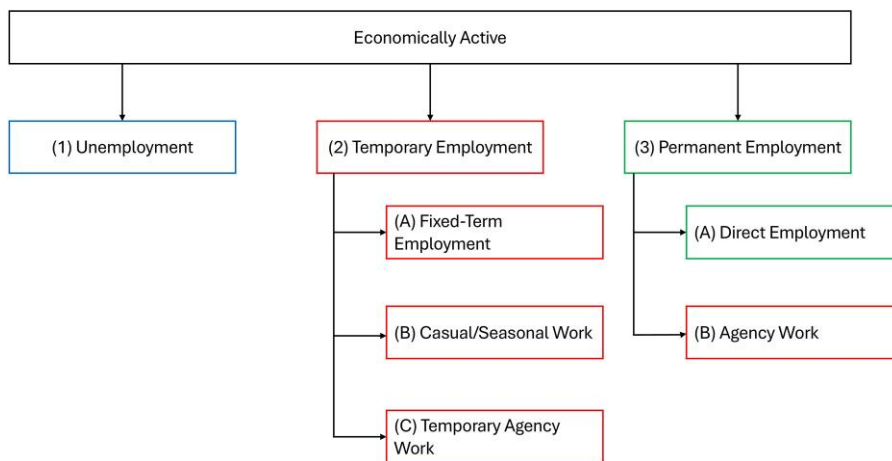 Economically Active
(1) Unemployment
(2) Temporary Employment
(3) Permanent Employment
(A) Fixed-Term
Employment
(A) Direct Employment
(B) Casual/Seasonal Work
(B) Agency Work
(C) Temporary Agency
Work